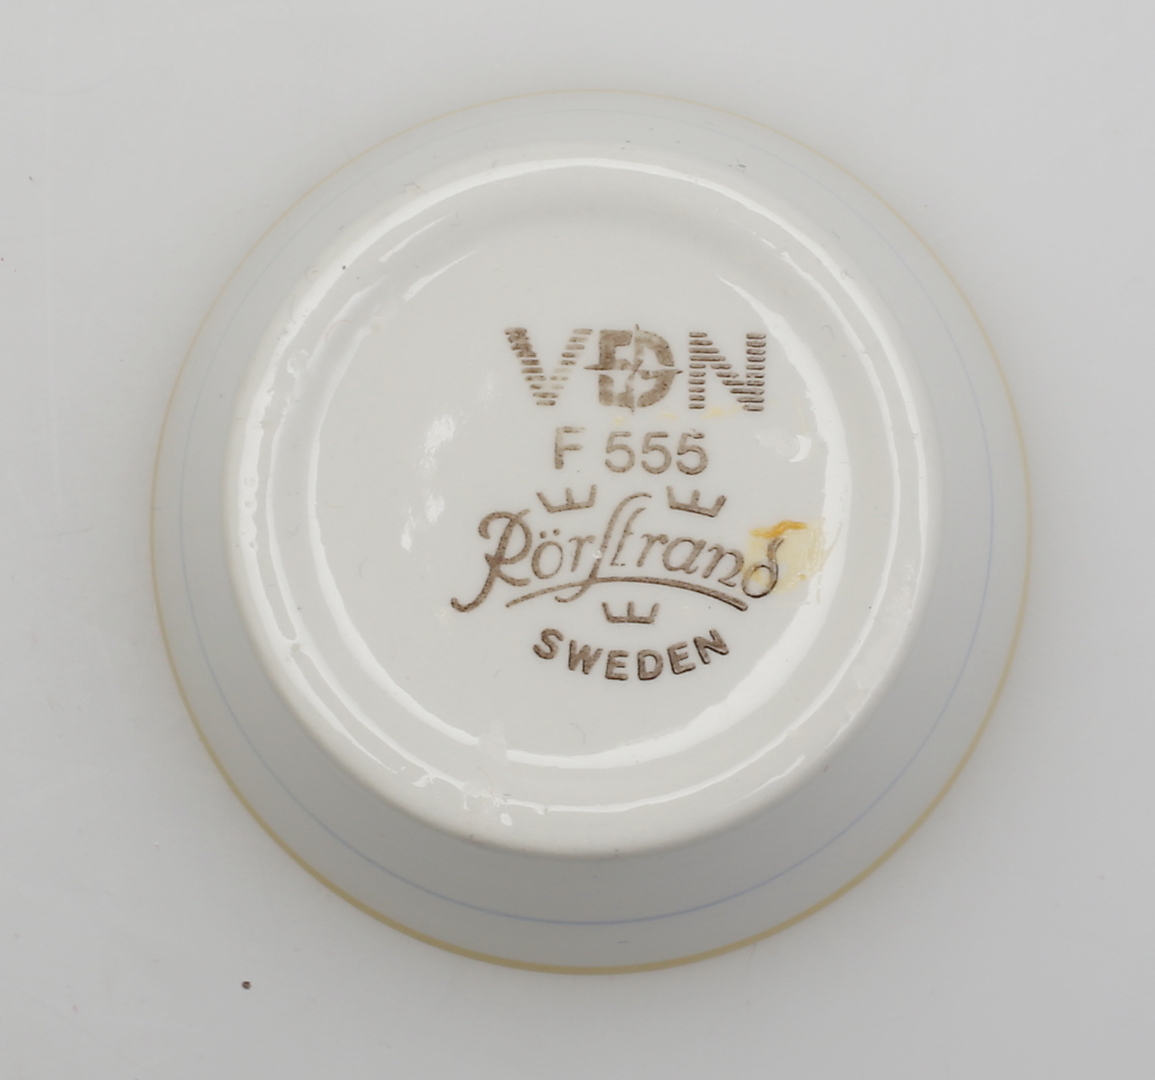 VDN
F 555
Rörstrand
SWEDEN